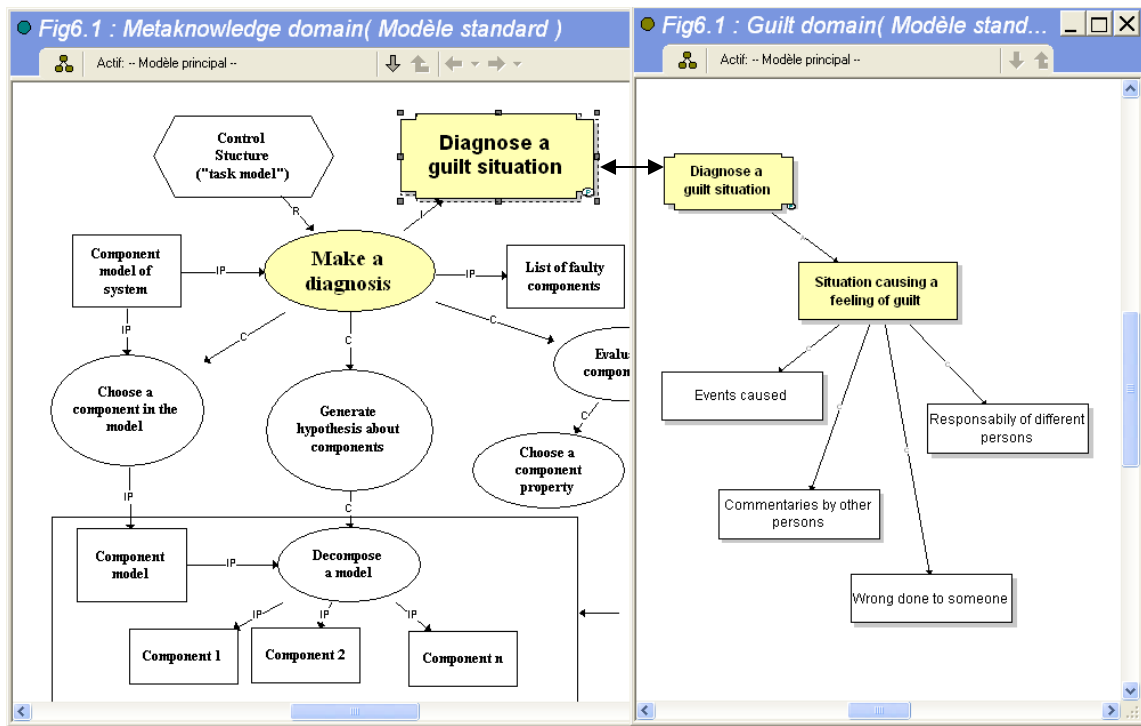 Fig6.1 : Metaknowledge domain( Modèle standard )
Actif: -- Modèle principal --
Control
Stucture
("task model")
Diagnose a
guilt situation
P
R
I
Component
model of
system
IP
Make a
diagnosis
IP
List of faulty
components
IP
C
C
C
Choose a
component in the
model
Generate
hypothesis about
components
Evalu
compone
C
Choose a
component
property
IP
C
Component
model
IP
Decompose
a model
IP
IP
IP
Component 1
Component 2
Component n
Fig6.1 : Guilt domain( Modèle stand...
Actif: -- Modèle principal --
Diagnose a
guilt situation
Situation causing a
feeling of guilt
C
C
C
C
Events caused
Responsabily of different
persons
Commentaries by other
persons
Wrong done to someone